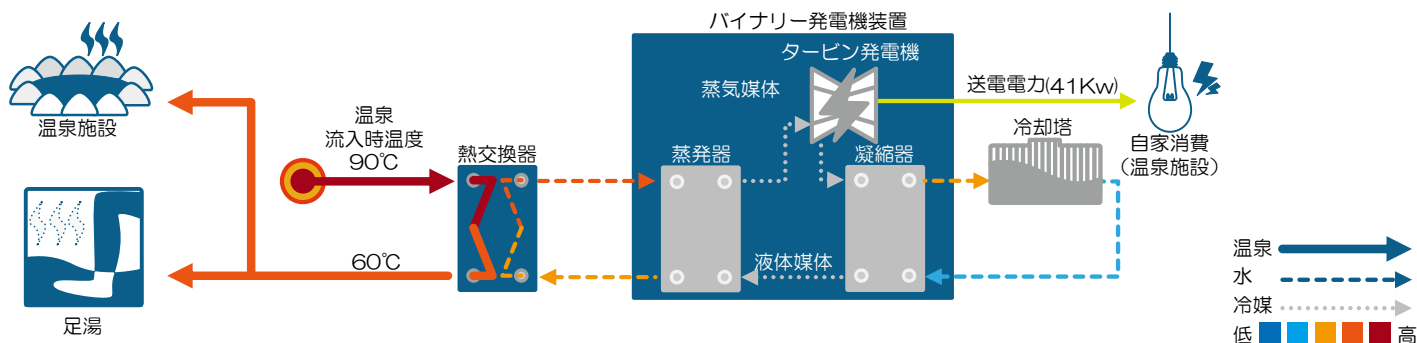 バイナリー発電機装置
タービン発電機
蒸気媒体
送電電力(41Kw)
自家消費
（温泉施設）
冷却塔
温泉施設
温泉
流入時温度
90℃
熱交換器
蒸発器
凝縮器
液体媒体
60℃
足湯
温泉
水
冷媒
低
高